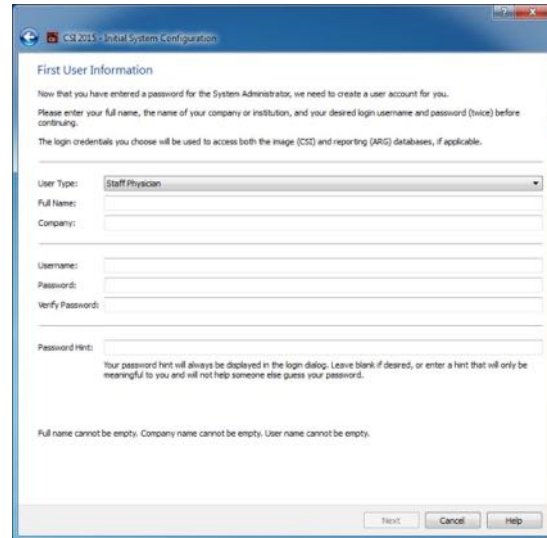 CSI 2015 - Initial System Configuration
First User Information
Now that you have entered a password for the System Administrator, we need to create a user account for you.
Please enter your full name, the name of your company or institution, and your desired login username and password (twice) before
continuing.
The login credentials you choose will be used to access both the image (CSI) and reporting (ARG) databases, if applicable.
User Type: Staff Physician
Full Name:
Company:
Username:
Password:
Verify Password:
Password Hint:
Your password hint will always be displayed in the login dialog. Leave blank if desired, or enter a hint that will only be
meaningful to you and will not help someone else guess your password.
Full name cannot be empty. Company name cannot be empty. User name cannot be empty.
Next Cancel Help